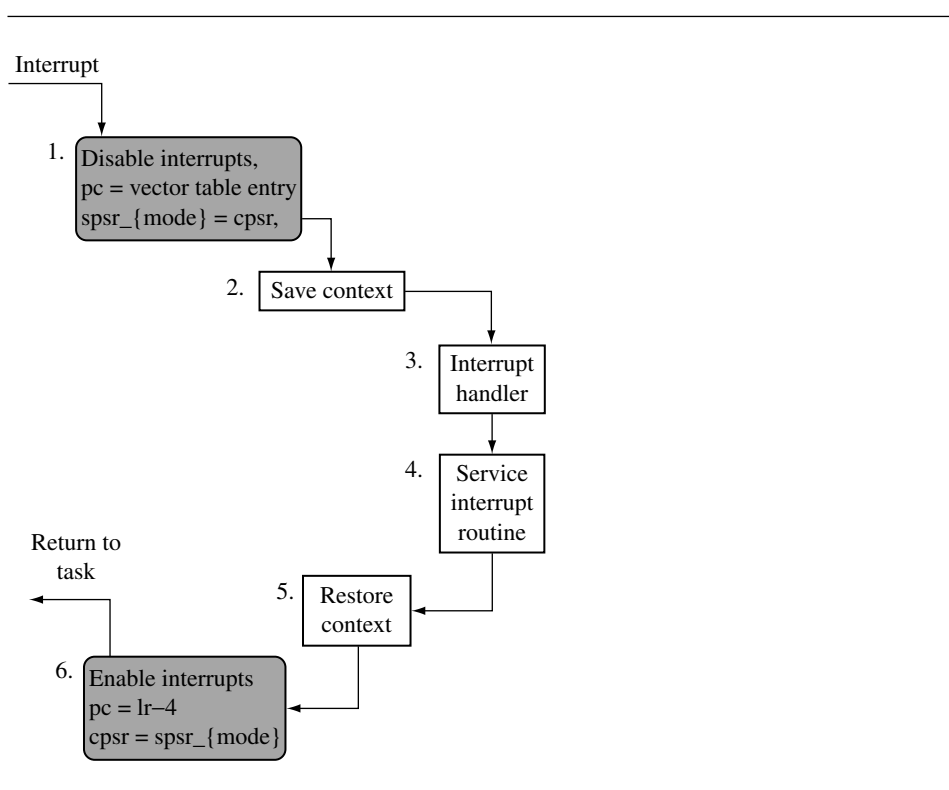 Interrupt
1.
Disable interrupts,
pc = vector table entry
spsr_{mode} = cpsr,
2.
Save context
3.
Interrupt
handler
4.
Service
interrupt
routine
Return to
task
5.
Restore
context
6.
Enable interrupts
pc = lr–4
cpsr = spsr_{mode}